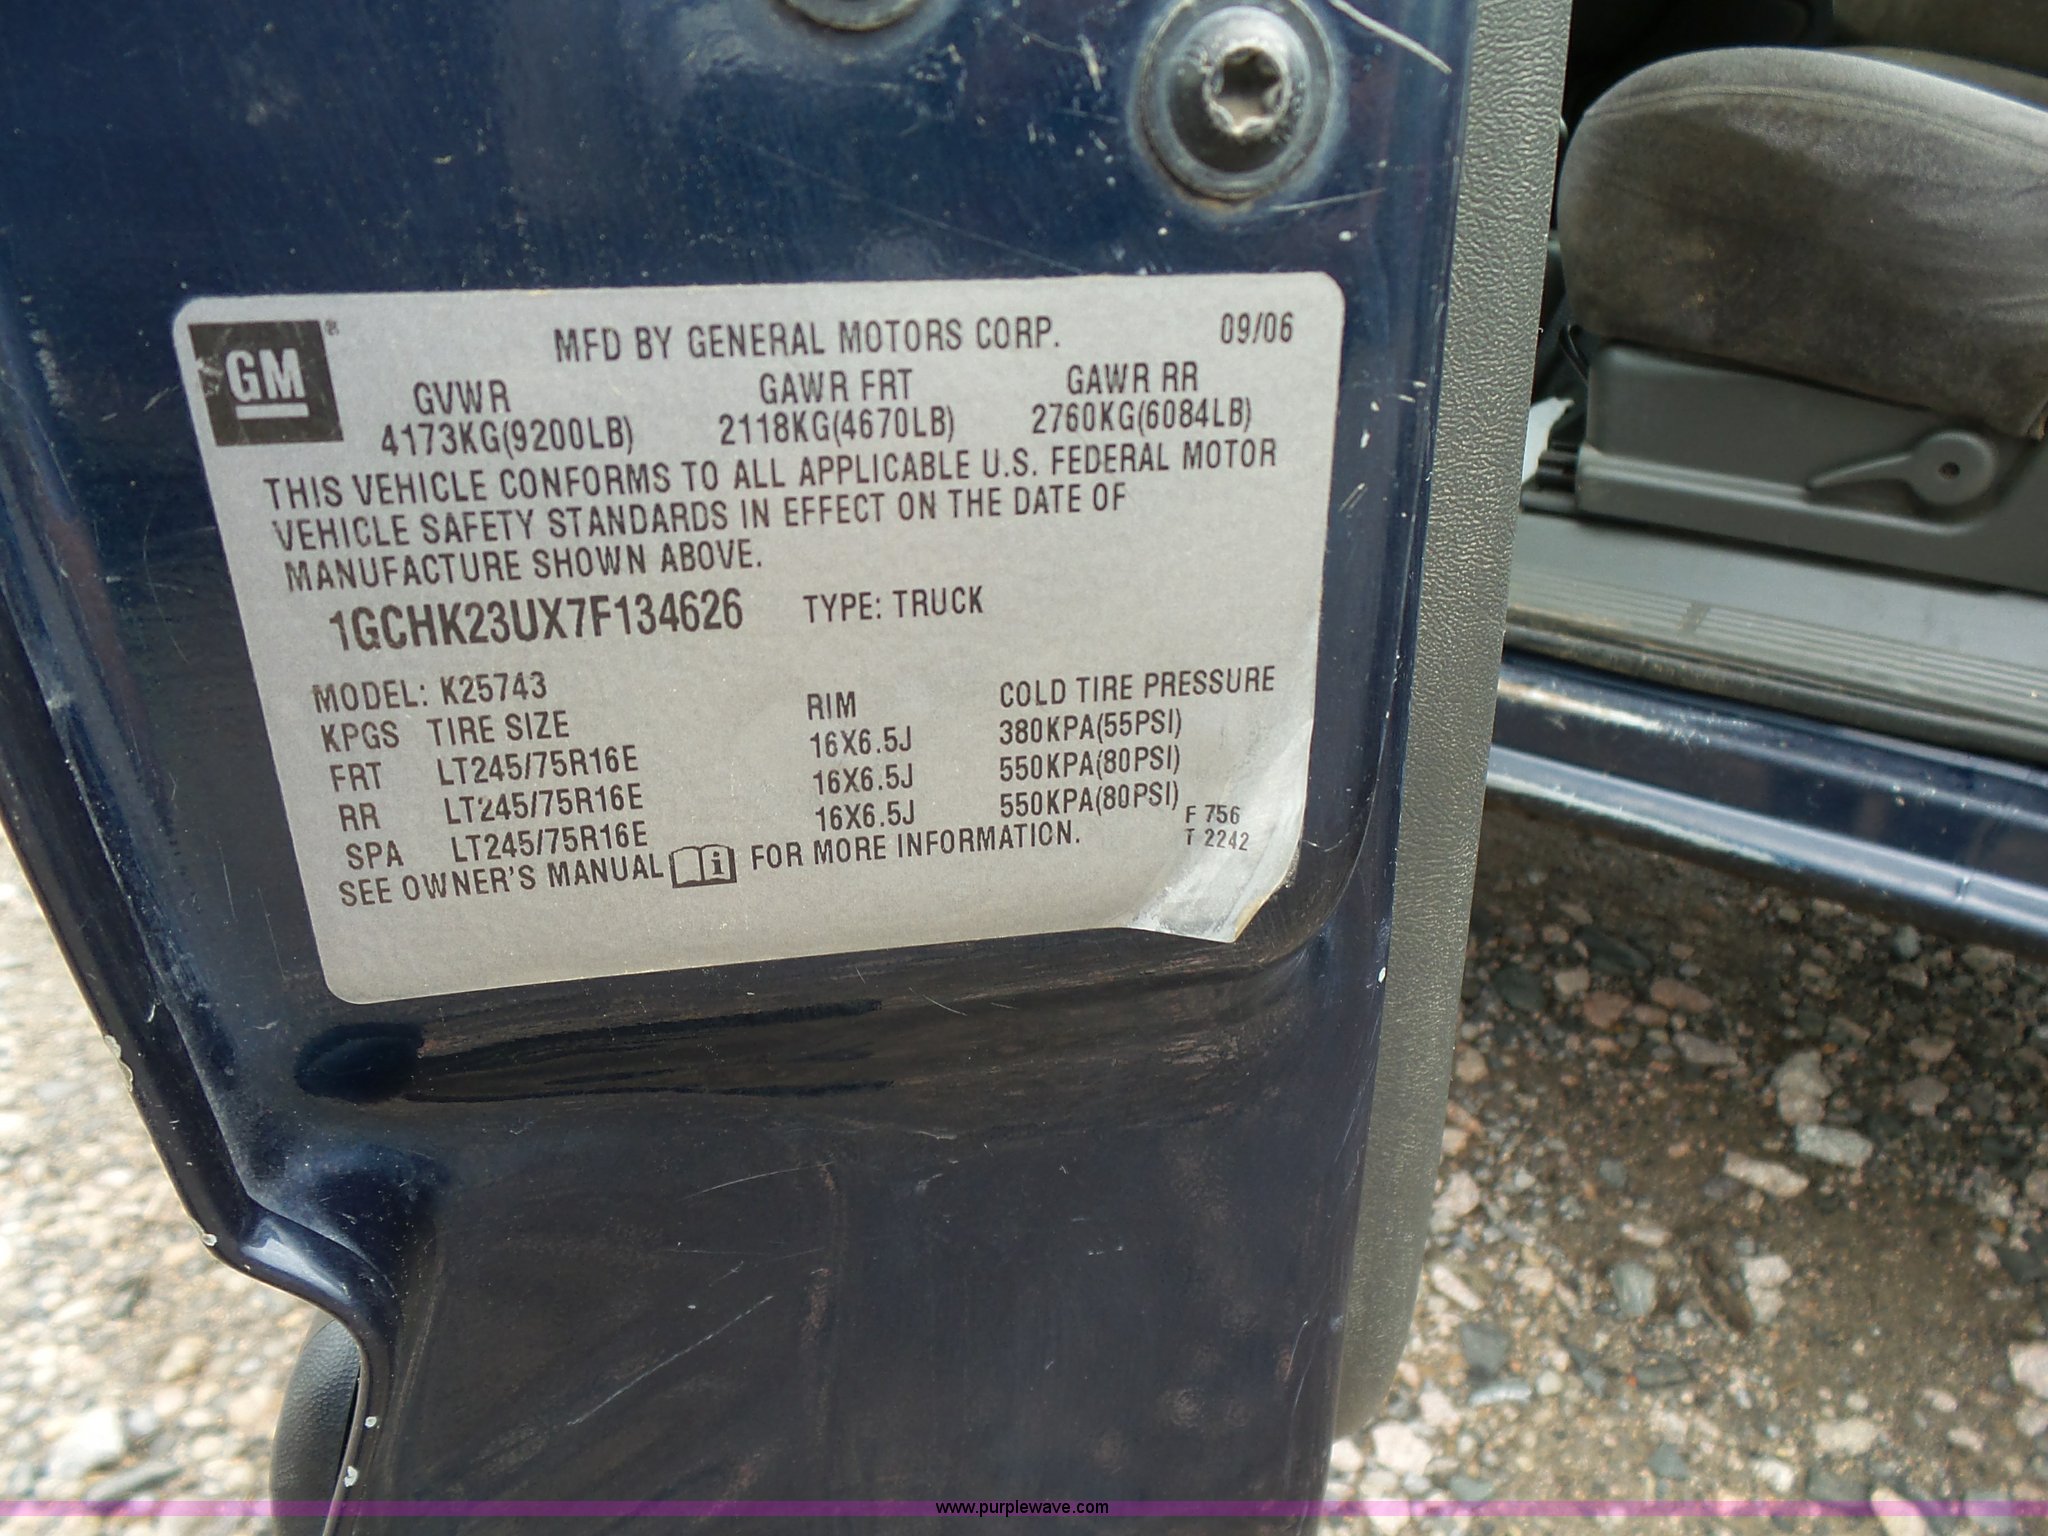 GM®
MFD BY GENERAL MOTORS CORP. 09/06
GVWR GAWR FRT GAWR RR
4173KG(9200LB) 2118KG(4670LB) 2760KG(6084LB)
THIS VEHICLE CONFORMS TO ALL APPLICABLE U.S. FEDERAL MOTOR
VEHICLE SAFETY STANDARDS IN EFFECT ON THE DATE OF
MANUFACTURE SHOWN ABOVE.
1GCHK23UX7F134626 TYPE: TRUCK
MODEL: K25743
KPGS TIRE SIZE RIM COLD TIRE PRESSURE
FRT LT245/75R16E 16X6.5J 380KPA(55PSI)
RR LT245/75R16E 16X6.5J 550KPA(80PSI)
SPA LT245/75R16E 16X6.5J 550KPA(80PSI)
SEE OWNER'S MANUAL i FOR MORE INFORMATION.
F 756
T 2242
www.purplewave.com